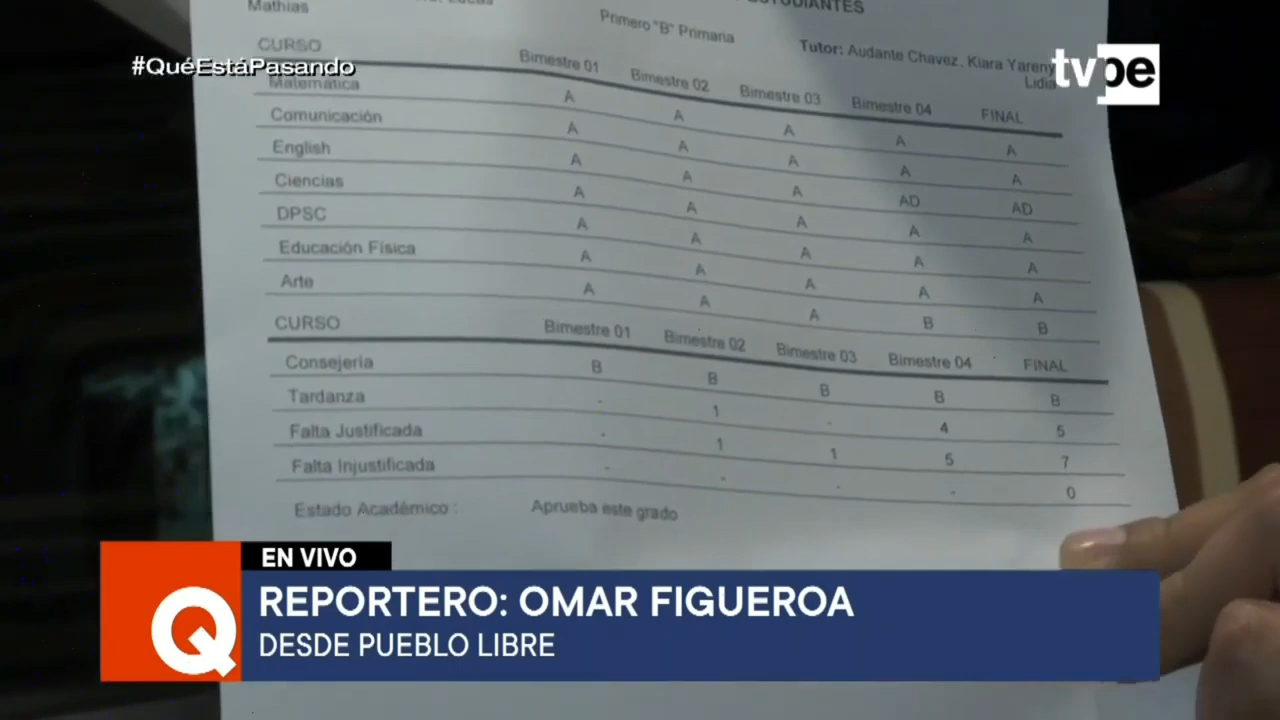 ESTUDIANTES
Mathias
Primero "B" Primaria
Tutor: Audante Chavez, Kiara Yareny
Lidia
#QuéEstáPasando
tvpe
CURSO Bimestre 01 Bimestre 02 Bimestre 03 Bimestre 04 FINAL
Matemática A A A A A
Comunicación A A A A A
English A A A AD AD
Ciencias A A A A A
DPSC A A A A A
Educación Física A A A A A
Arte A A A B B
CURSO Bimestre 01 Bimestre 02 Bimestre 03 Bimestre 04 FINAL
Consejería B B B B B
Tardanza - 1 - 4 5
Falta Justificada - 1 1 5 7
Falta Injustificada - - - - 0
Estado Académico : Aprueba este grado
EN VIVO
Q
REPORTERO: OMAR FIGUEROA
DESDE PUEBLO LIBRE